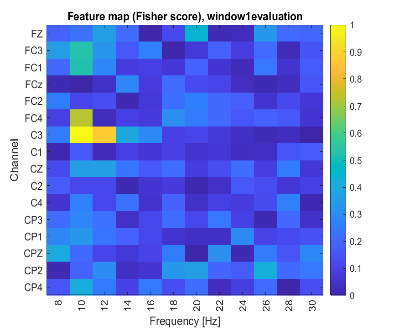 Feature map (Fisher score), window1evaluation
FZ
FC3
FC1
FCz
FC2
FC4
C3
C1
CZ
C2
C4
CP3
CP1
CPZ
CP2
CP4
Channel
8 10 12 14 16 18 20 22 24 26 28 30
Frequency [Hz]
1
0.9
0.8
0.7
0.6
0.5
0.4
0.3
0.2
0.1
0